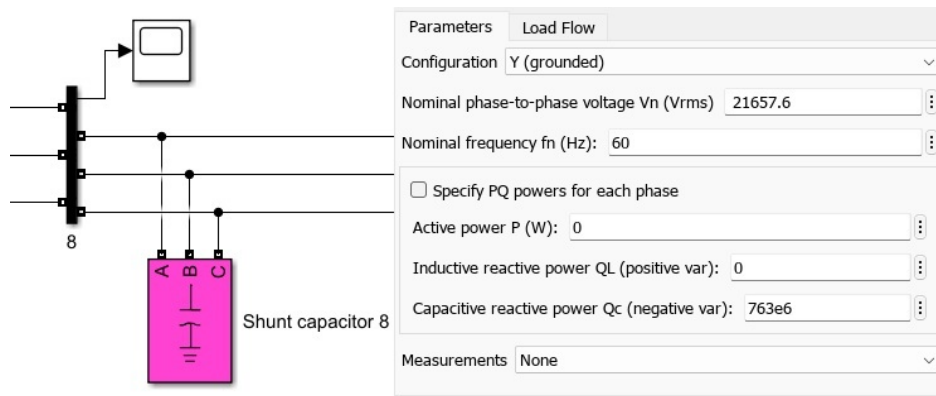 8
A B C
Shunt capacitor 8
Parameters Load Flow
Configuration Y (grounded)
Nominal phase-to-phase voltage Vn (Vrms) 21657.6
Nominal frequency fn (Hz): 60
Specify PQ powers for each phase
Active power P (W): 0
Inductive reactive power QL (positive var): 0
Capacitive reactive power Qc (negative var): 763e6
Measurements None